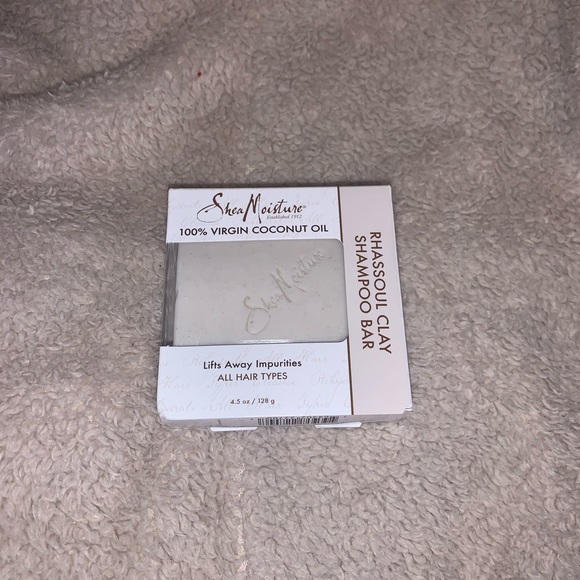 SheaMoisture®
Established 1912
100% VIRGIN COCONUT OIL
SheaMoisture
Lifts Away Impurities
ALL HAIR TYPES
4.5 oz / 128 g
RHASSOUL CLAY
SHAMPOO BAR